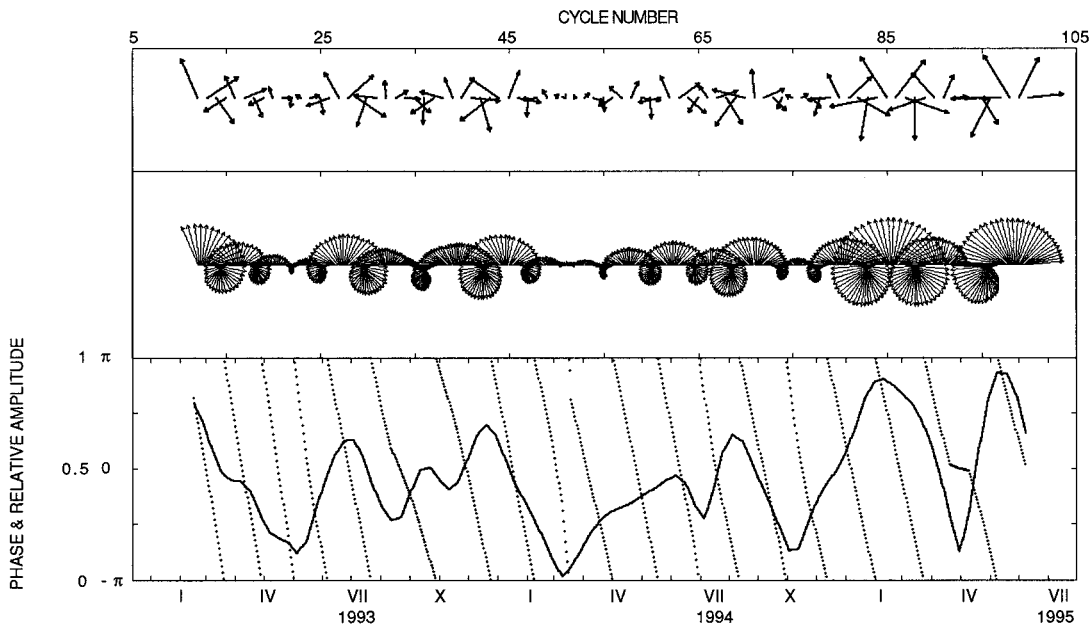 CYCLE NUMBER
5 25 45 65 85 105
PHASE & RELATIVE AMPLITUDE
1 π
0.5 0
0 - π
I IV VII X I IV VII X I IV VII
1993 1994 1995